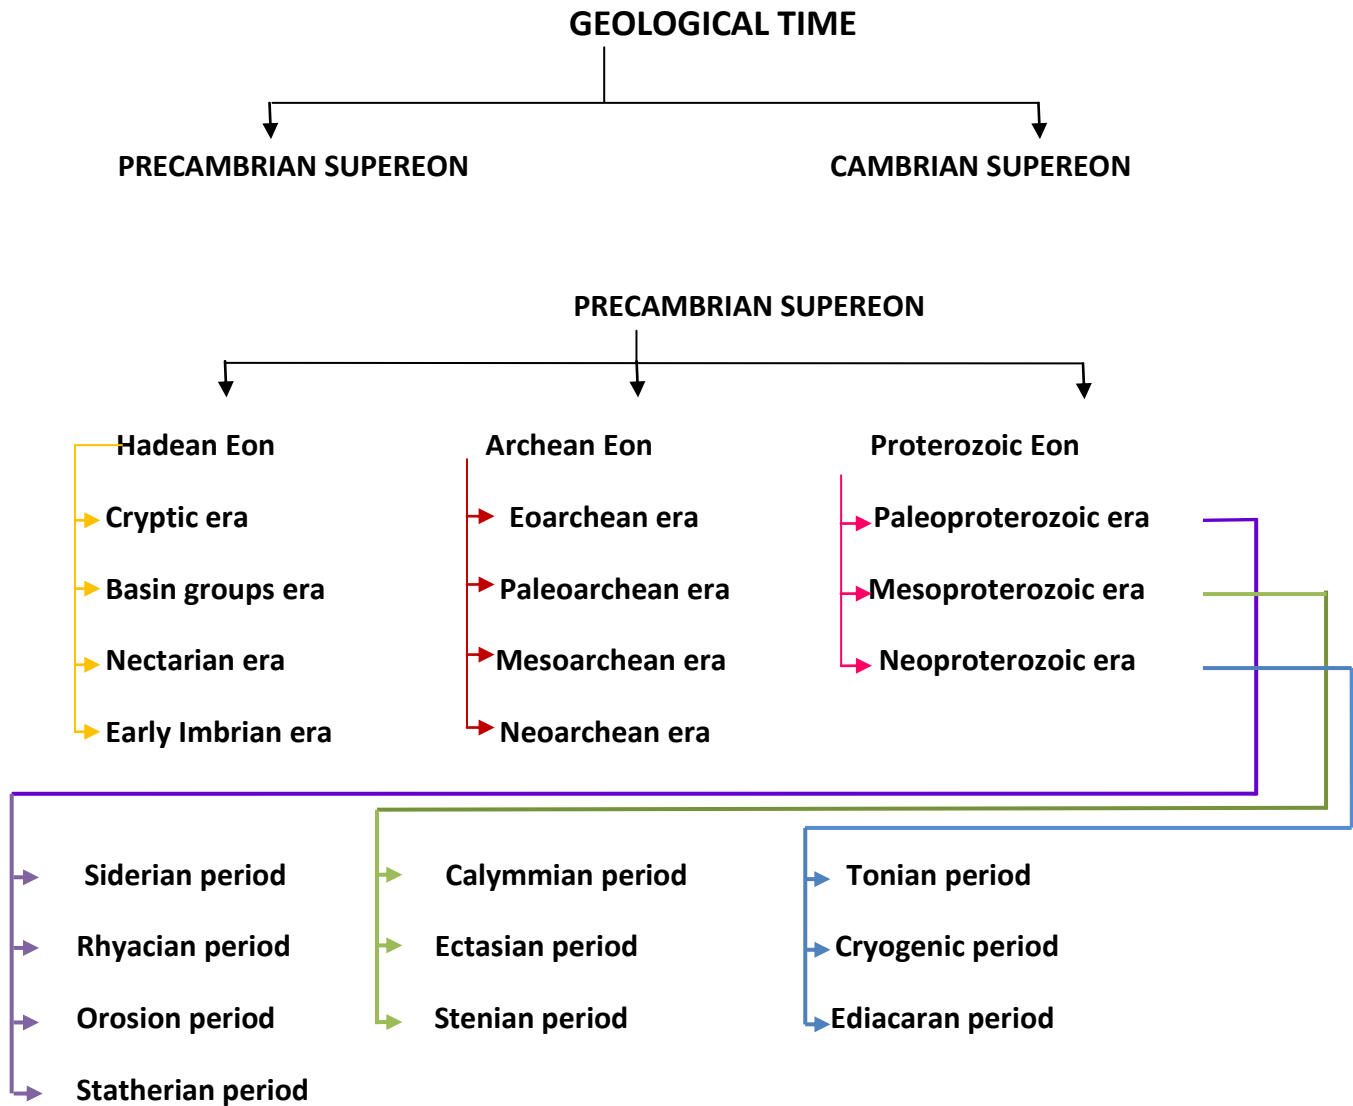 GEOLOGICAL TIME
PRECAMBRIAN SUPEREON
CAMBRIAN SUPEREON
PRECAMBRIAN SUPEREON
Hadean Eon
Archean Eon
Proterozoic Eon
Cryptic era
Eoarchean era
Paleoproterozoic era
Basin groups era
Paleoarchean era
Mesoproterozoic era
Nectarian era
Mesoarchean era
Neoproterozoic era
Early Imbrian era
Neoarchean era
Siderian period
Calymmian period
Tonian period
Rhyacian period
Ectasian period
Cryogenic period
Orosion period
Stenian period
Ediacaran period
Statherian period